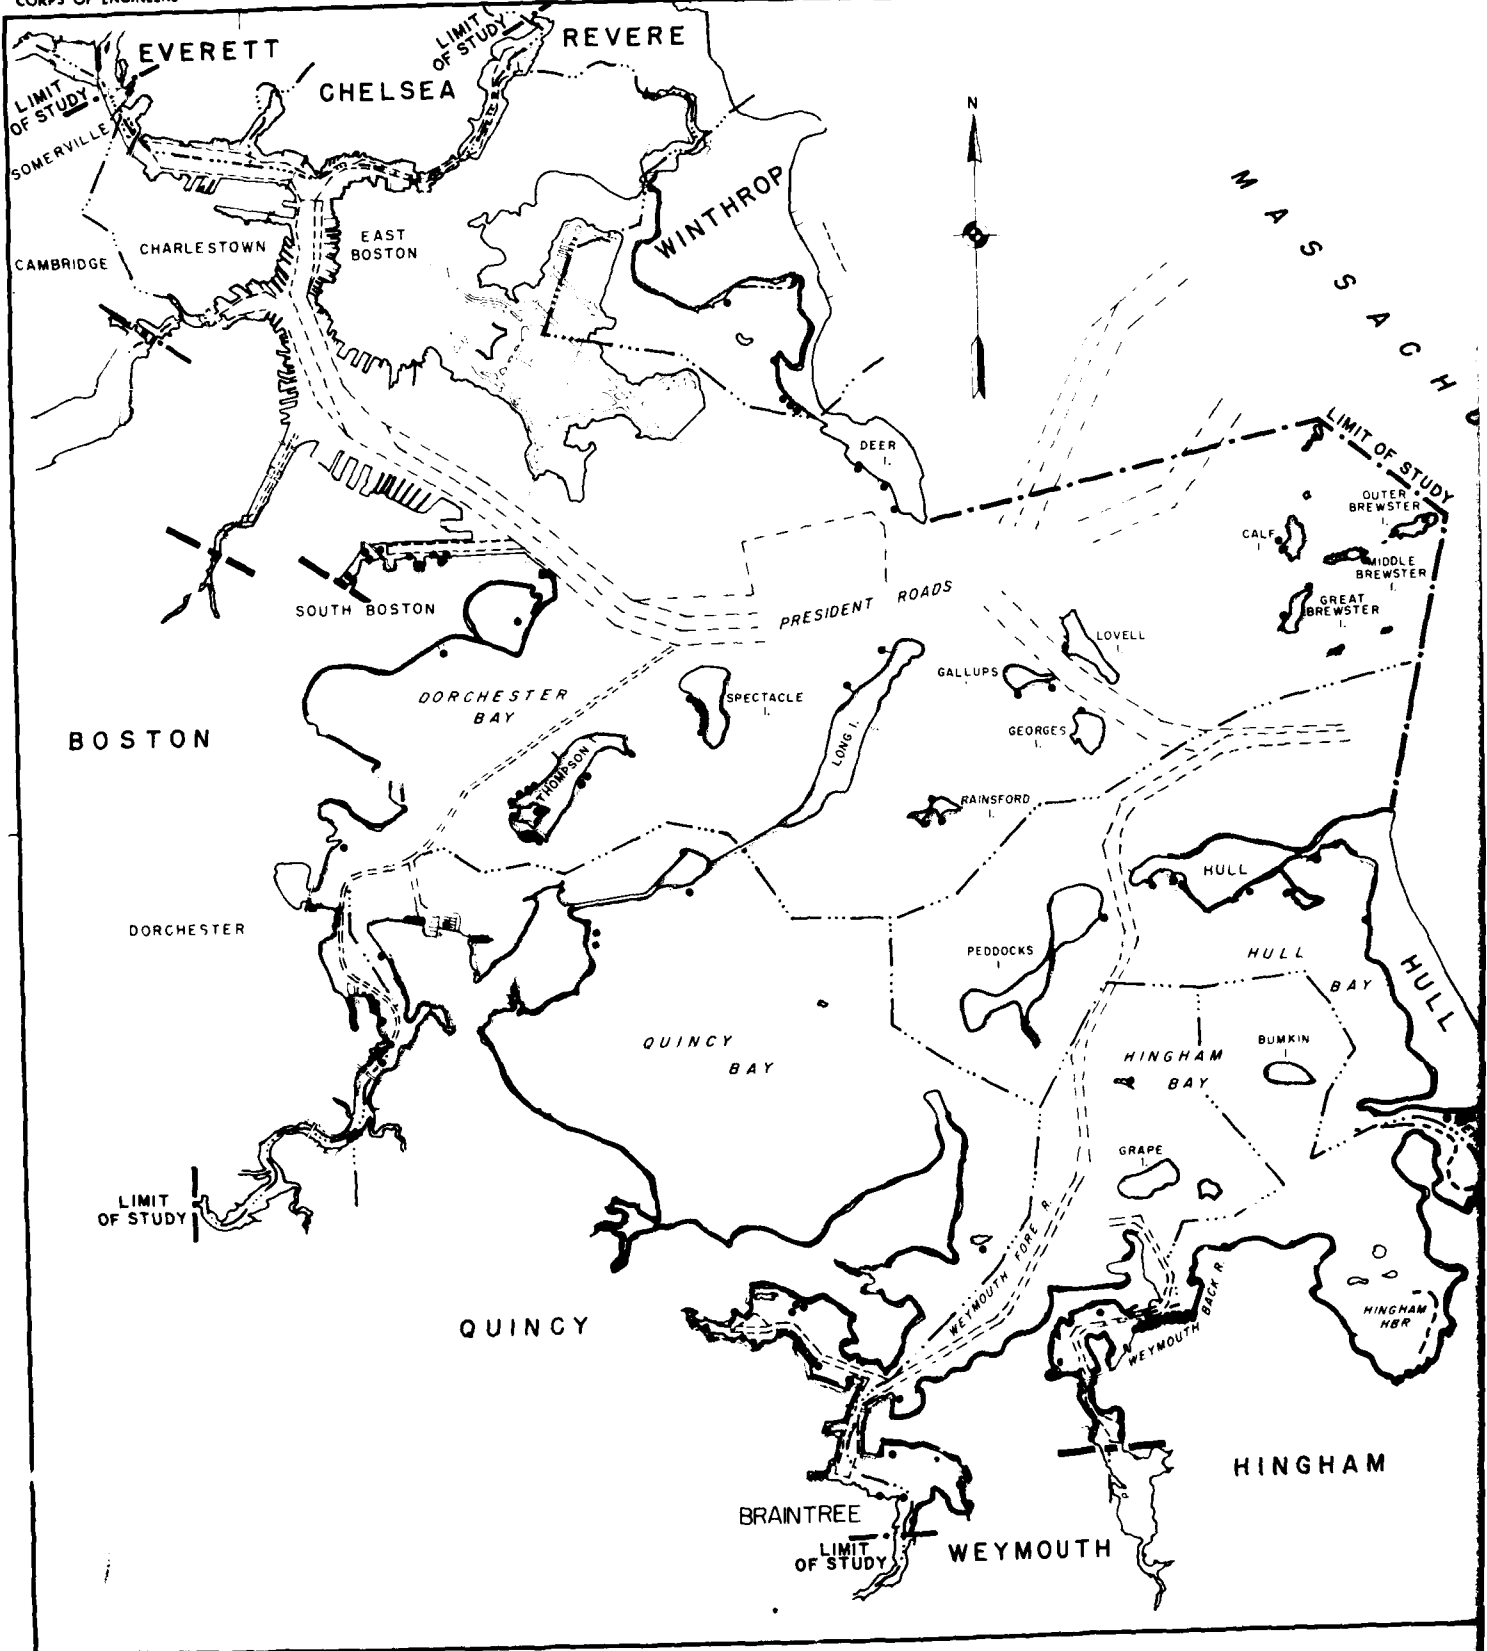 CORPS OF ENGINEERS
EVERETT
LIMIT
OF STUDY
REVERE
CHELSEA
LIMIT
OF STUDY
SOMERVILLE
N
WINTHROP
MASSACHU
CHARLESTOWN
EAST
BOSTON
CAMBRIDGE
DEER
I.
LIMIT OF STUDY
OUTER
BREWSTER
I.
CALF
I
MIDDLE
BREWSTER
I.
GREAT
BREWSTER
I.
SOUTH BOSTON
PRESIDENT ROADS
LOVELL
I
GALLUPS
I
DORCHESTER
BAY
SPECTACLE
I.
BOSTON
LONG I.
GEORGES
I.
THOMPSON
RAINSFORD
I.
HULL
DORCHESTER
PEDDOCKS
I
HULL
BAY
HULL
QUINCY
BAY
HINGHAM
BAY
BUMKIN
I
GRAPE
I.
LIMIT
OF STUDY
WEYMOUTH FORE R.
WEYMOUTH BACK R.
HINGHAM
HBR
QUINCY
HINGHAM
BRAINTREE
LIMIT
OF STUDY
WEYMOUTH